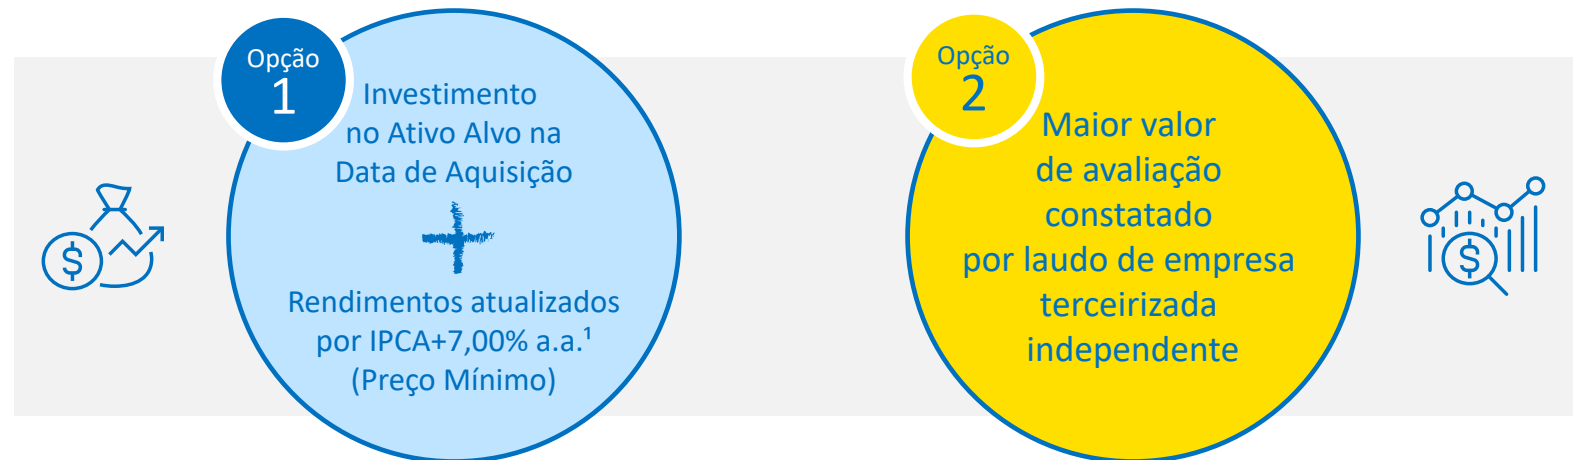 Opção
1
Investimento
no Ativo Alvo na
Data de Aquisição
Rendimentos atualizados
por IPCA+7,00% a.a.¹
(Preço Mínimo)
Opção
2
Maior valor
de avaliação
constatado
por laudo de empresa
terceirizada
independente